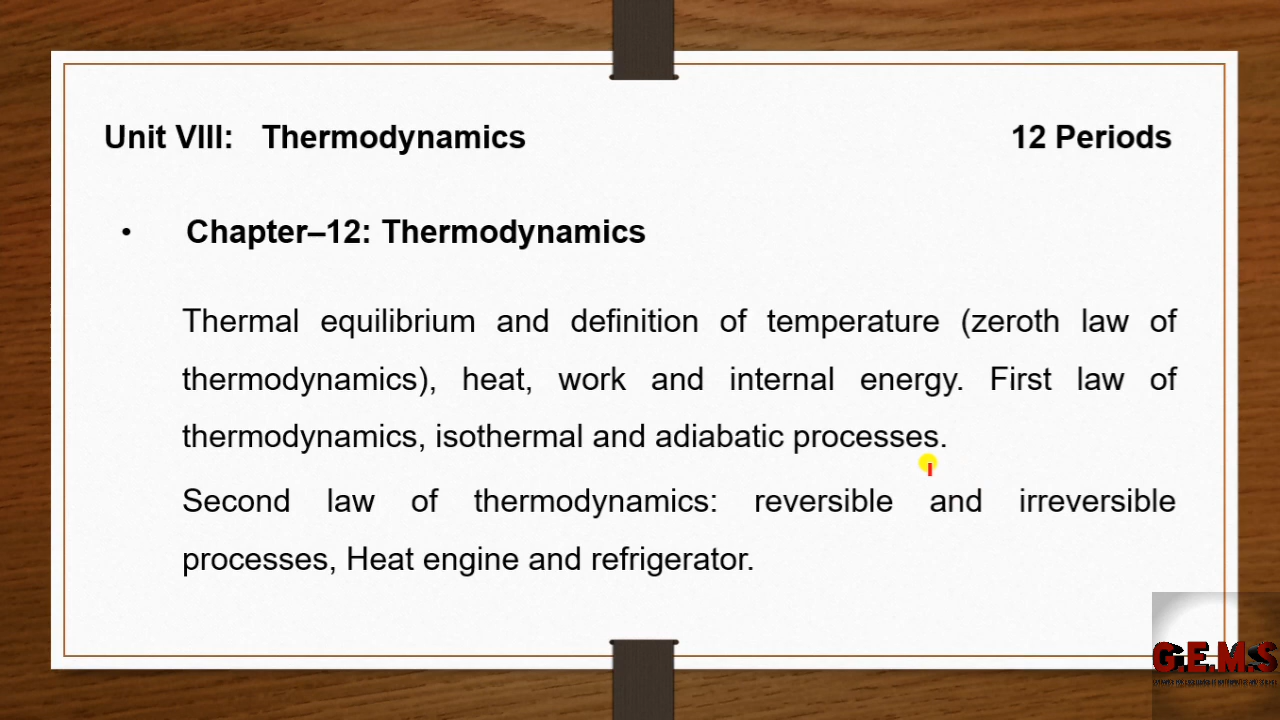 Unit VIII: Thermodynamics 12 Periods
• Chapter–12: Thermodynamics
Thermal equilibrium and definition of temperature (zeroth law of
thermodynamics), heat, work and internal energy. First law of
thermodynamics, isothermal and adiabatic processes.
Second law of thermodynamics: reversible and irreversible
processes, Heat engine and refrigerator.
G.E.M.S